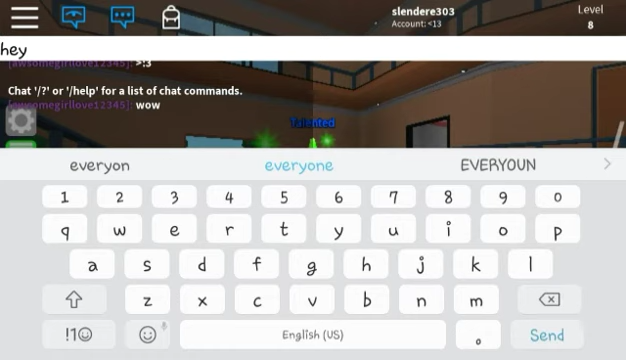 slendere303
Account: <13
Level
8
hey
[awsomegirllove12345]: >:3
Chat '/?' or '/help' for a list of chat commands.
[awsomegirllove12345]: wow
Talented
everyon everyone EVERYOUN
1 2 3 4 5 6 7 8 9 0
q w e r t y u i o p
a s d f g h j k l
z x c v b n m
!1☺ English (US) . Send